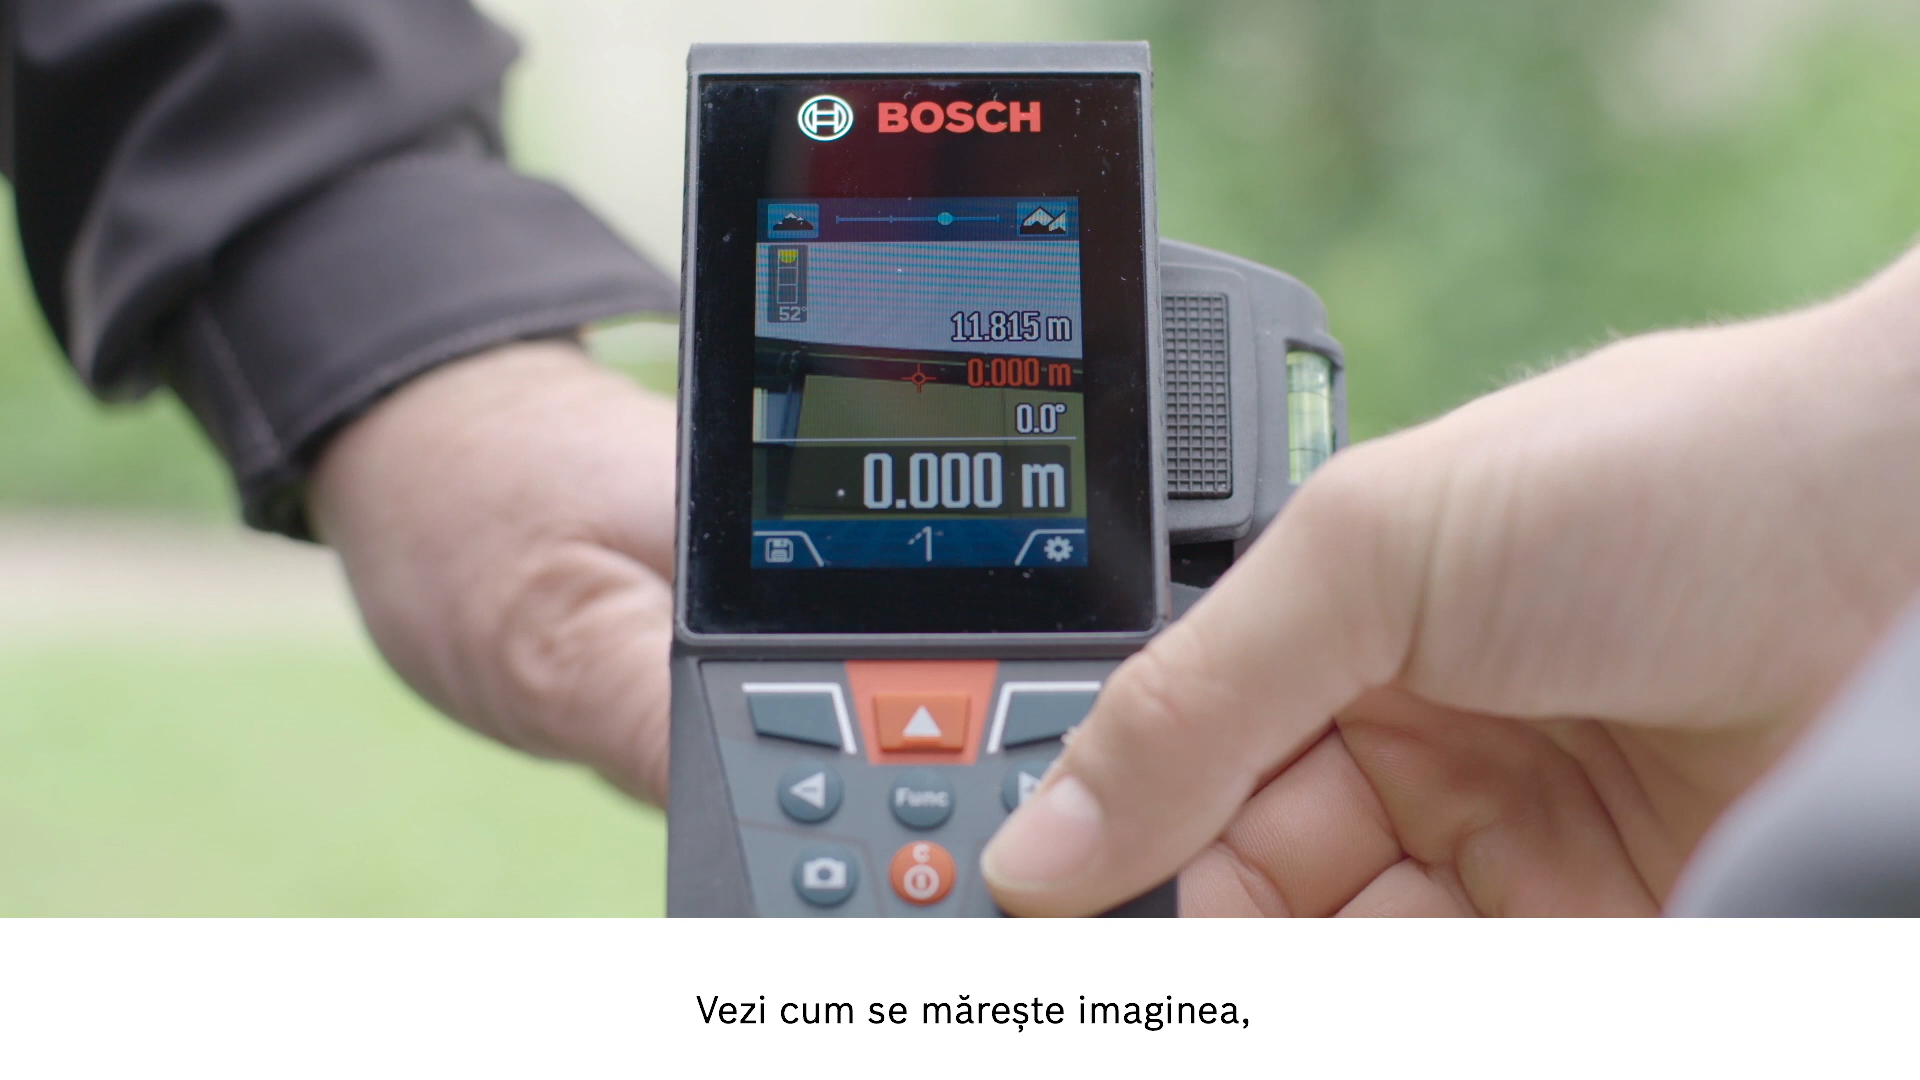 BOSCH
52°
11.815 m
0.000 m
0.0°
0.000 m
1
Func
C
Vezi cum se mărește imaginea,